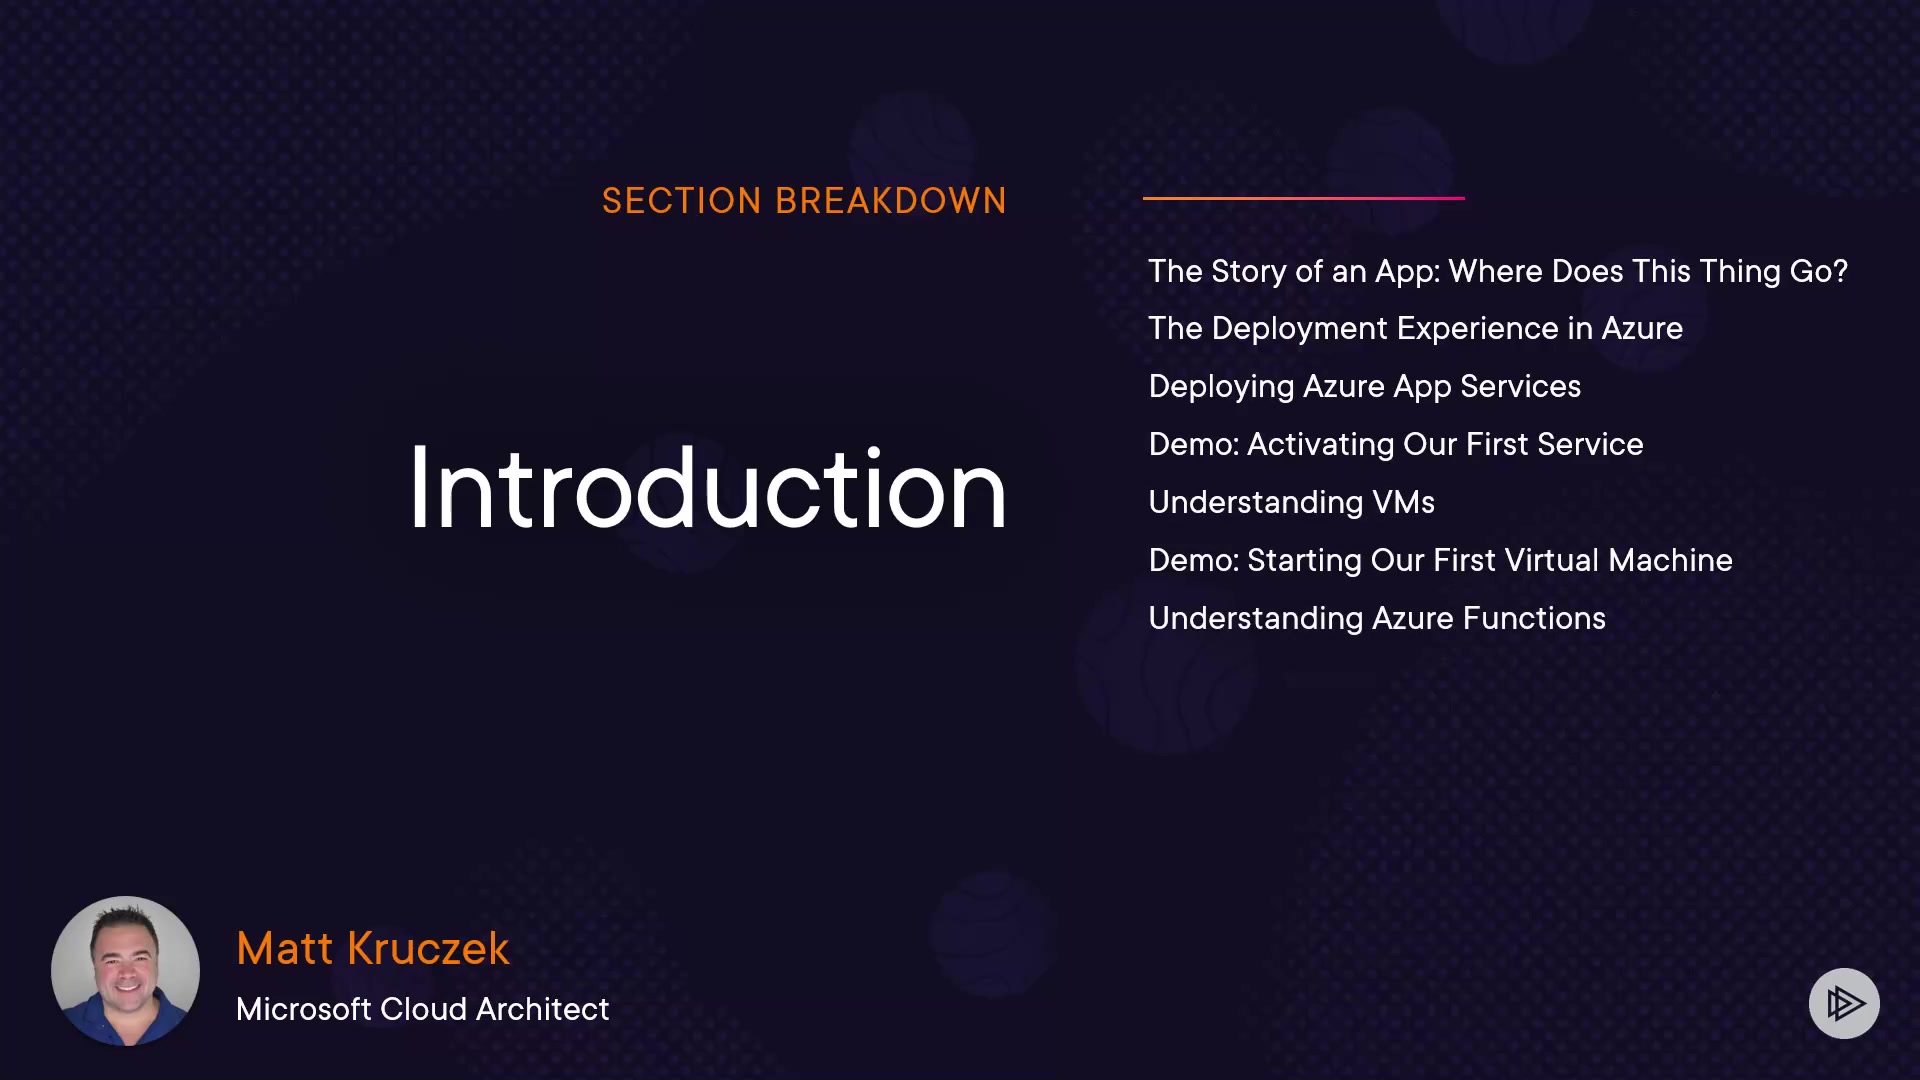 SECTION BREAKDOWN
Introduction
The Story of an App: Where Does This Thing Go?
The Deployment Experience in Azure
Deploying Azure App Services
Demo: Activating Our First Service
Understanding VMs
Demo: Starting Our First Virtual Machine
Understanding Azure Functions
Matt Kruczek
Microsoft Cloud Architect